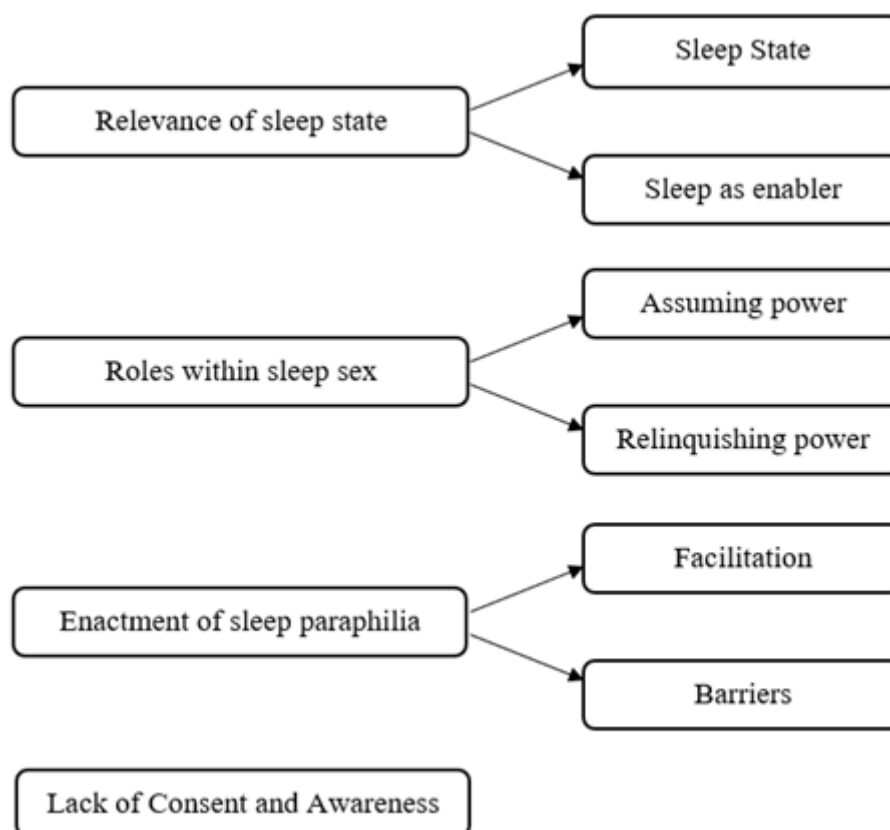 Sleep State
Relevance of sleep state
Sleep as enabler
Assuming power
Roles within sleep sex
Relinquishing power
Facilitation
Enactment of sleep paraphilia
Barriers
Lack of Consent and Awareness